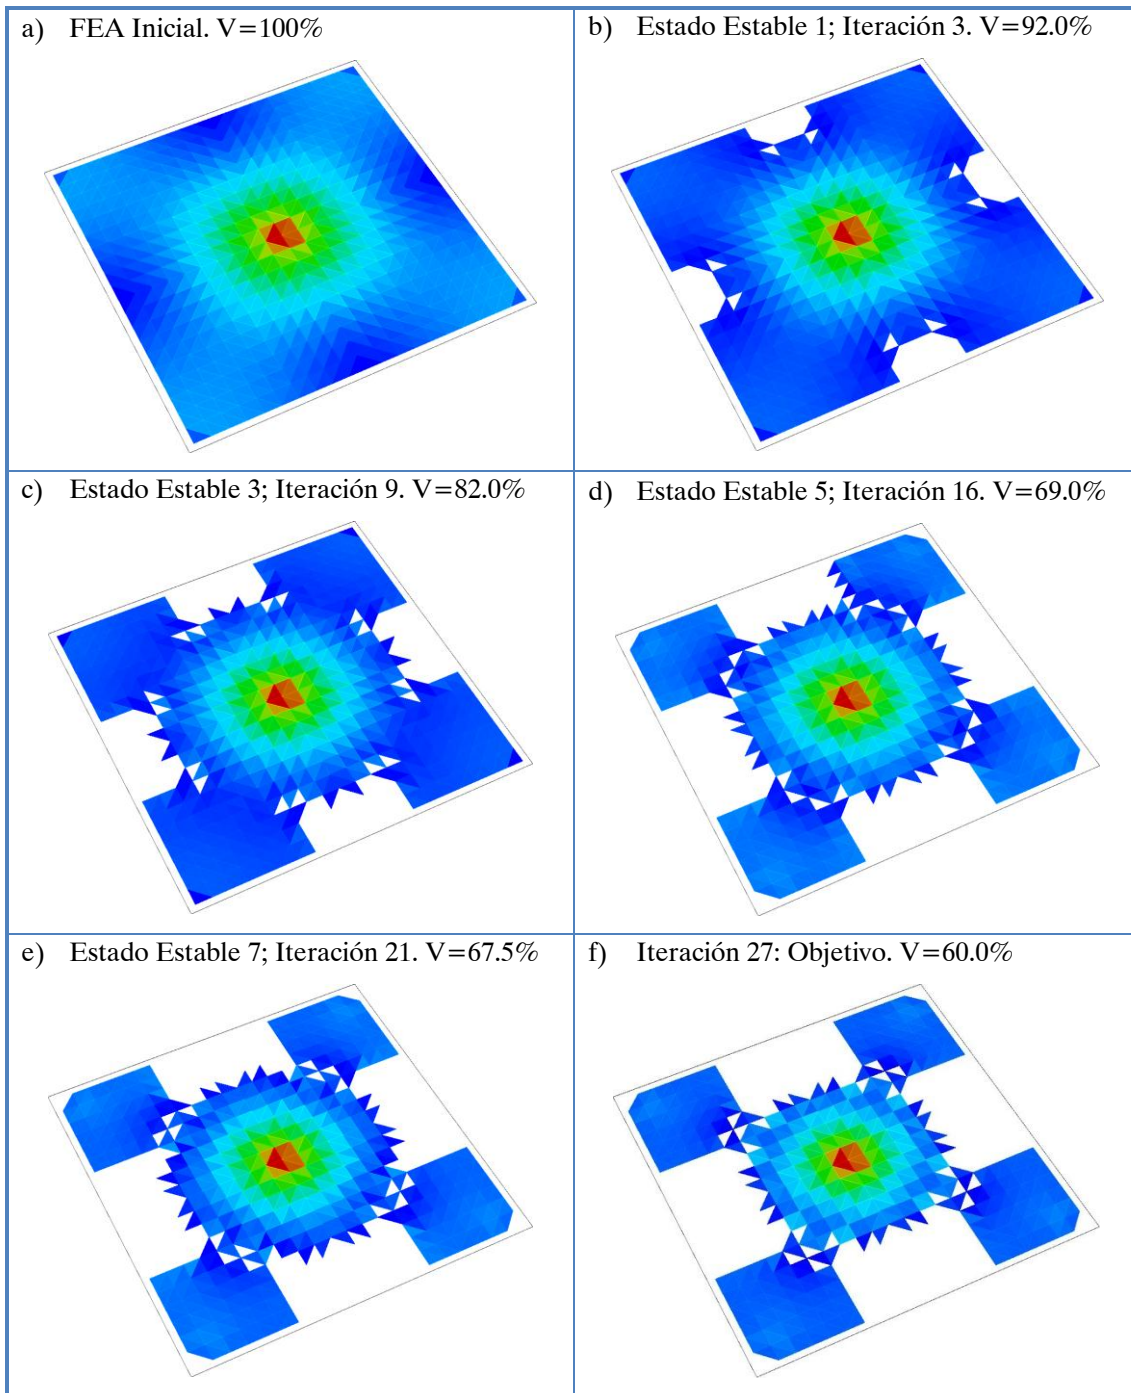 a) FEA Inicial. V=100%
b) Estado Estable 1; Iteración 3. V=92.0%
c) Estado Estable 3; Iteración 9. V=82.0%
d) Estado Estable 5; Iteración 16. V=69.0%
e) Estado Estable 7; Iteración 21. V=67.5%
f) Iteración 27: Objetivo. V=60.0%